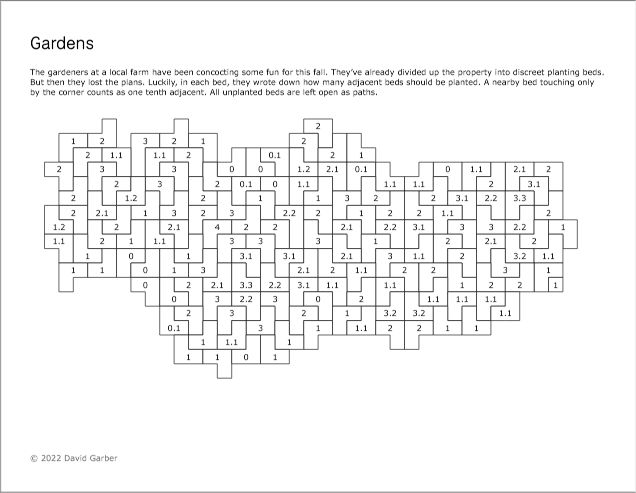 Gardens
The gardeners at a local farm have been concocting some fun for this fall. They've already divided up the property into discreet planting beds.
But then they lost the plans. Luckily, in each bed, they wrote down how many adjacent beds should be planted. A nearby bed touching only
by the corner counts as one tenth adjacent. All unplanted beds are left open as paths.
2
1 2 3 2 1 2
2 1.1 1.1 2 0.1 2 1
2 3 3 0 0 1.2 2.1 0.1 0 1.1 2.1 2
2 3 2 0.1 0 1.1 1.1 1.1 2 3.1
2 1.2 2 1 1 3 2 2 3.1 2.2 3.3
2 2.1 1 3 2 3 2.2 2 1 2 2 1.1 2
1.2 2 2.1 4 2 2 2.1 2.2 3.1 3 3 2.2 1
1.1 2 1 1.1 3 3 3 1 2 2.1 2
1 0 1 3.1 3.1 2.1 3 1.1 2 3.2 1.1
1 1 0 1 3 2.1 2 1.1 2 2 3 1
0 2 2.1 3.3 2.2 3.1 1.1 1.1 1 2 2 1
0 3 2.2 3 0 2 1.1 1.1 1.1
2 3 2 1 3.2 3.2 1.1
0.1 3 1 1.1 2 2 1 1
1 1.1 1
1 1 0 1
© 2022 David Garber